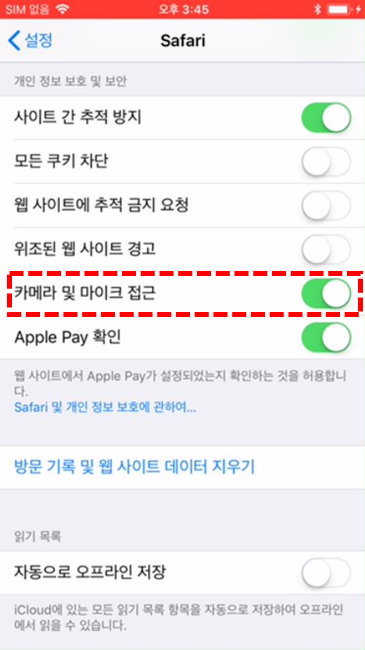 SIM 없음 오후 3:45
설정 Safari
개인 정보 보호 및 보안
사이트 간 추적 방지
모든 쿠키 차단
웹 사이트에 추적 금지 요청
위조된 웹 사이트 경고
카메라 및 마이크 접근
Apple Pay 확인
웹 사이트에서 Apple Pay가 설정되었는지 확인하는 것을 허용합니
다.
Safari 및 개인 정보 보호에 관하여...
방문 기록 및 웹 사이트 데이터 지우기
읽기 목록
자동으로 오프라인 저장
iCloud에 있는 모든 읽기 목록 항목을 자동으로 저장하여 오프라인
에서 읽을 수 있습니다.